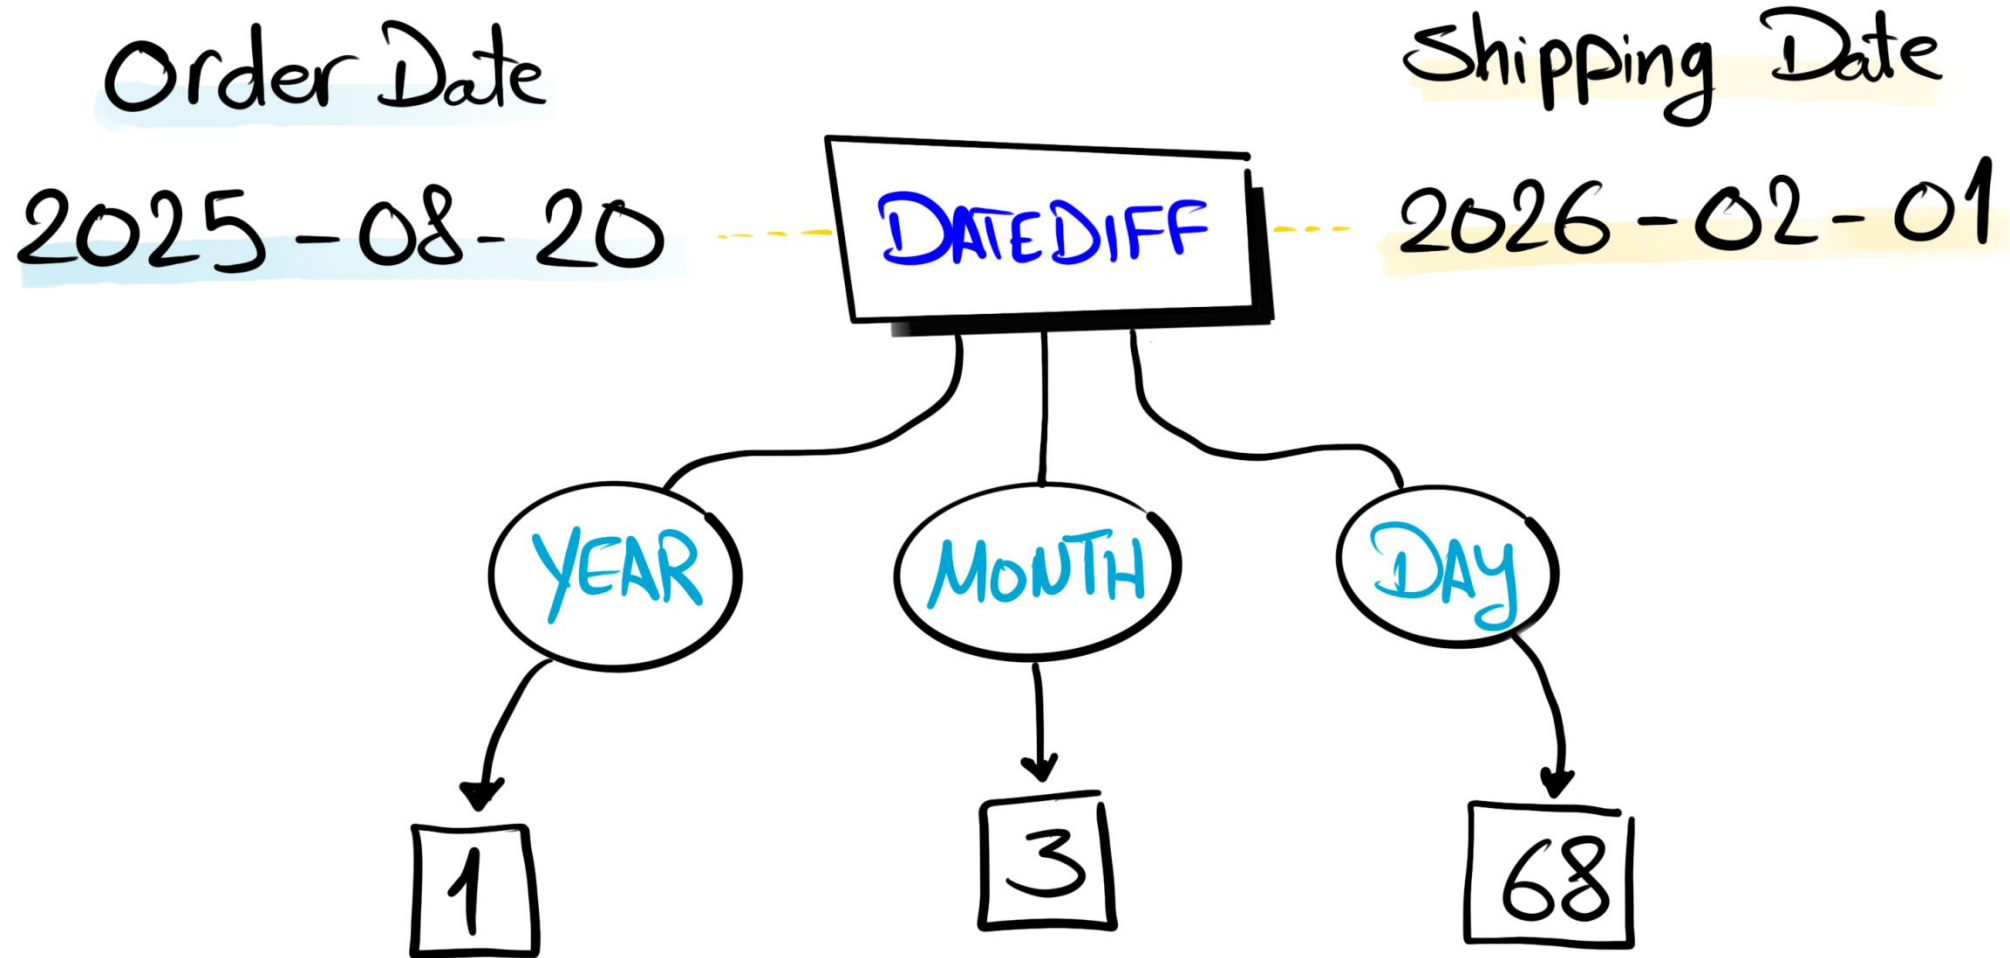 Order Date
Shipping Date
2025-08-20
DATEDIFF
2026-02-01
YEAR
MONTH
DAY
1
3
68